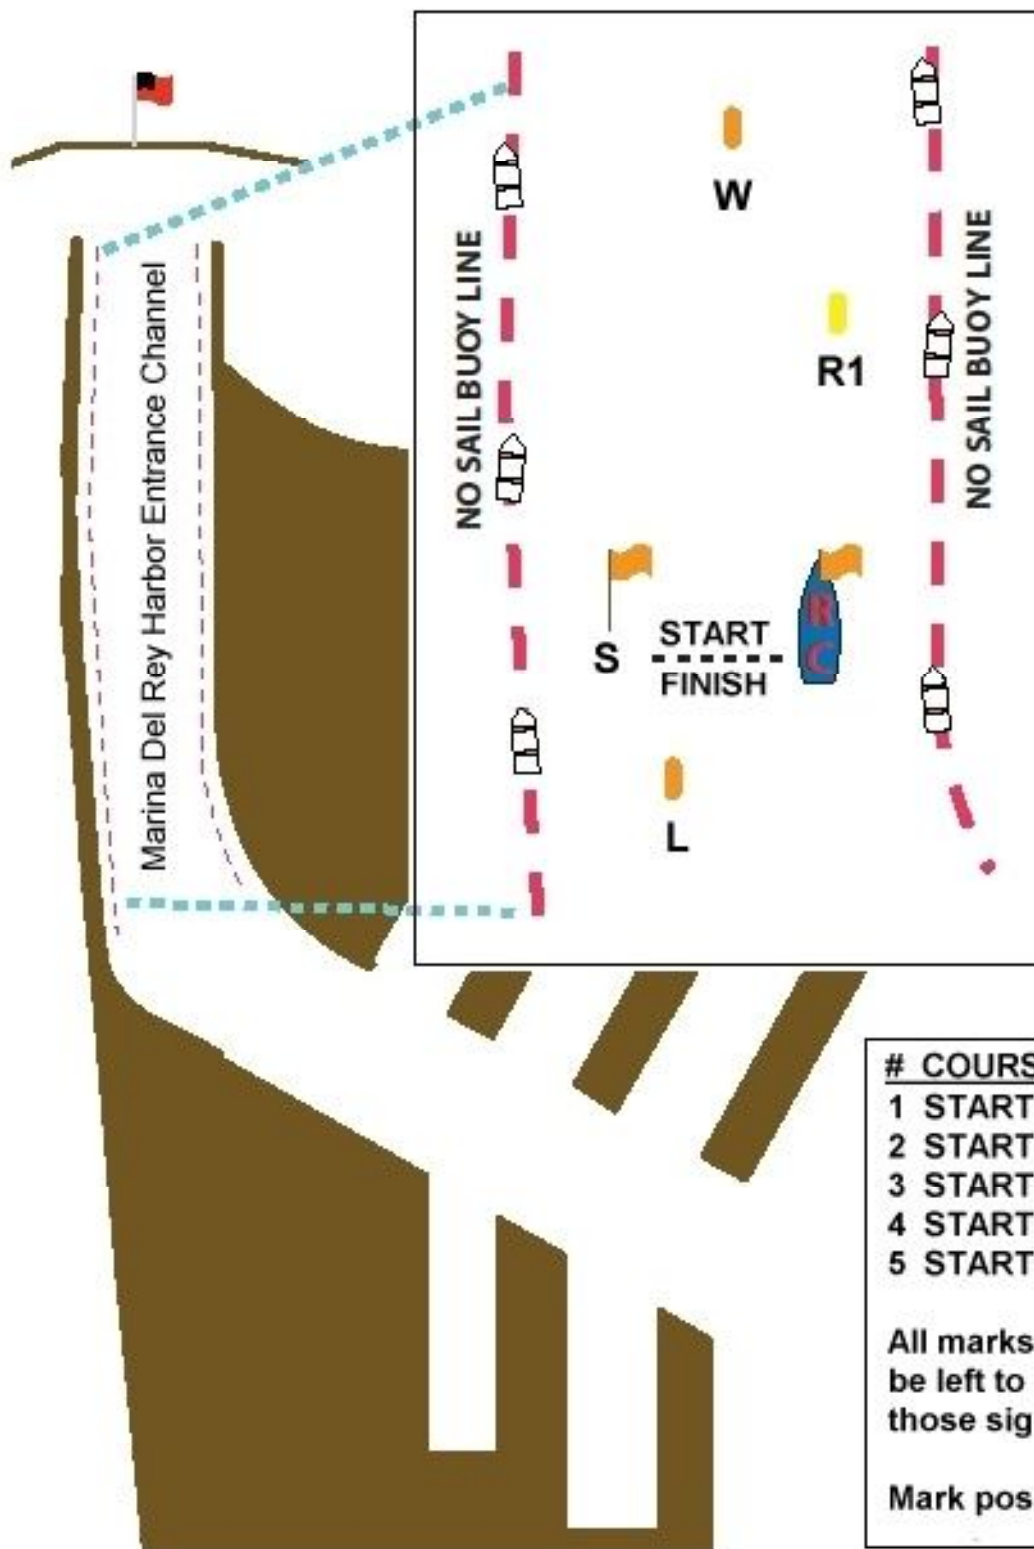 W
R1
NO SAIL BUOY LINE
NO SAIL BUOY LINE
Marina Del Rey Harbor Entrance Channel
S
START
FINISH
R
C
L
# COURS
1 START
2 START
3 START
4 START
5 START
All marks
be left to
those sig
Mark pos